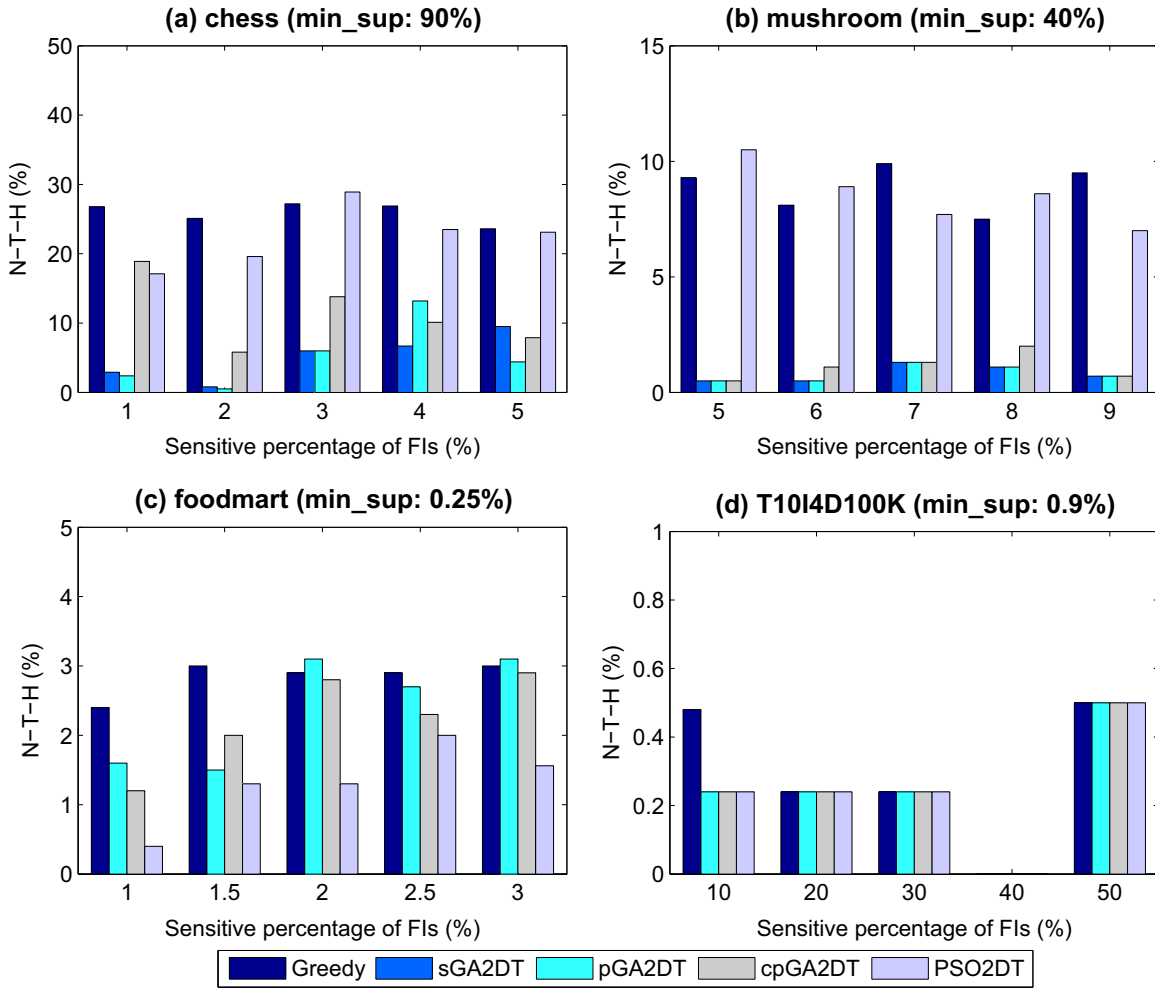 (a) chess (min_sup: 90%)
50
40
30
20
10
0
N−T−H (%)
1 2 3 4 5
Sensitive percentage of FIs (%)
(b) mushroom (min_sup: 40%)
15
10
5
0
N−T−H (%)
5 6 7 8 9
Sensitive percentage of FIs (%)
(c) foodmart (min_sup: 0.25%)
5
4
3
2
1
0
N−T−H (%)
1 1.5 2 2.5 3
Sensitive percentage of FIs (%)
(d) T10I4D100K (min_sup: 0.9%)
1
0.8
0.6
0.4
0.2
0
N−T−H (%)
10 20 30 40 50
Sensitive percentage of FIs (%)
Greedy sGA2DT pGA2DT cpGA2DT PSO2DT